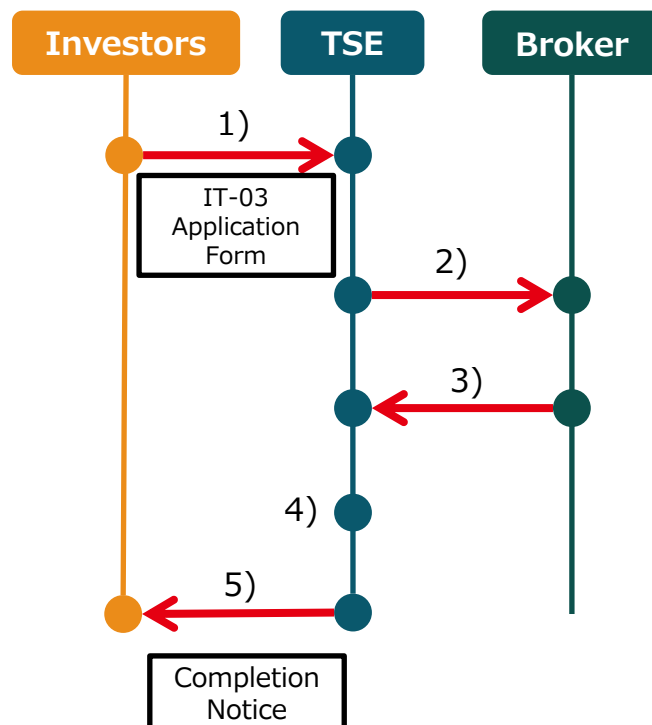 Investors
TSE
Broker
1)
IT-03
Application
Form
2)
3)
4)
5)
Completion
Notice